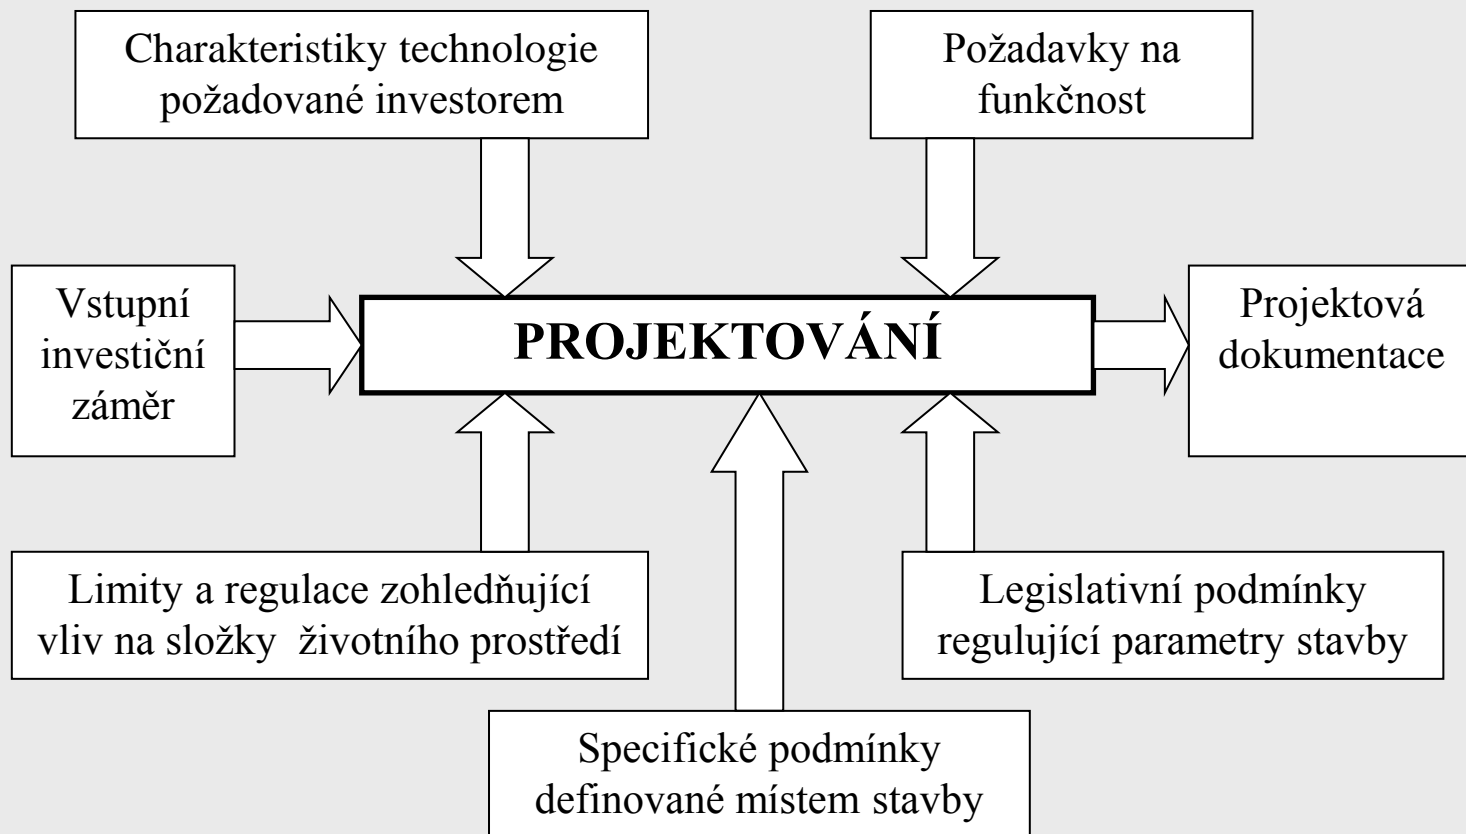 Charakteristiky technologie
požadované investorem
Požadavky na
funkčnost
Vstupní
investiční
záměr
PROJEKTOVÁNÍ
Projektová
dokumentace
Limity a regulace zohledňující
vliv na složky životního prostředí
Legislativní podmínky
regulující parametry stavby
Specifické podmínky
definované místem stavby